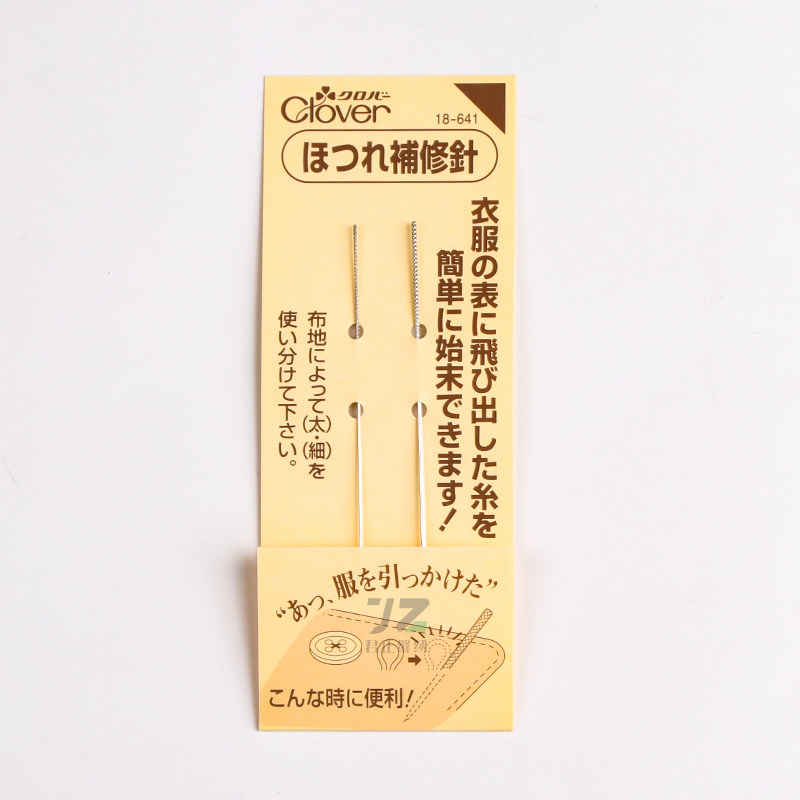 クロバー
Clover
18-641
ほつれ補修針
衣服の表に飛び出した糸を
簡単に始末できます！
布地によって(太)・(細)を
使い分けて下さい。
“あっ、服を引っかけた”
JZ
こんな時に便利！